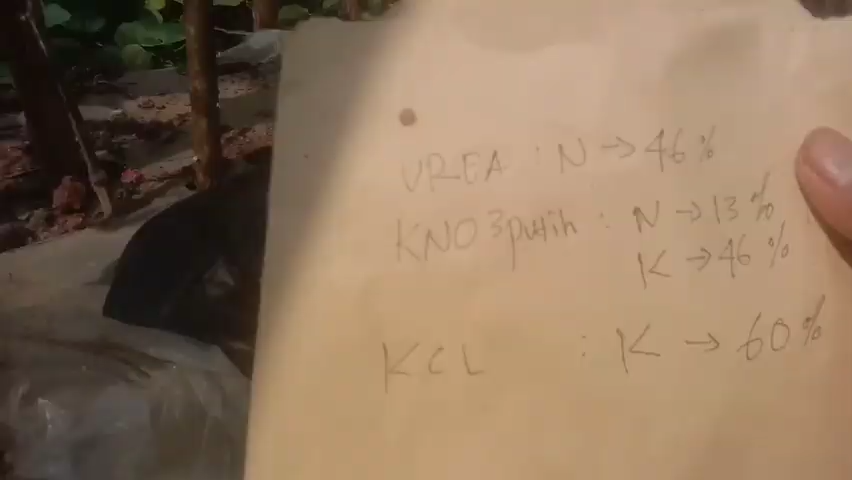 UREA : N → 46%
KNO3 putih : N → 13%
K → 46%
KCL : K → 60%